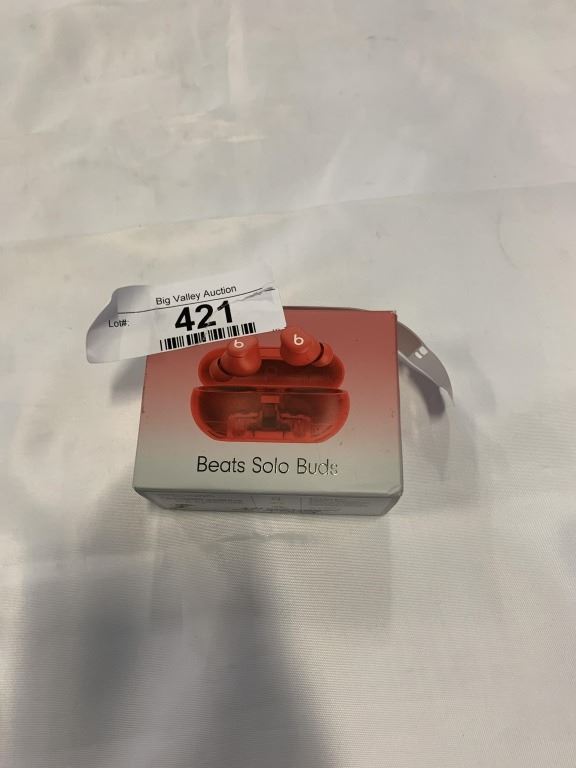 Big Valley Auction
Lot#:
421
Beats Solo Buds